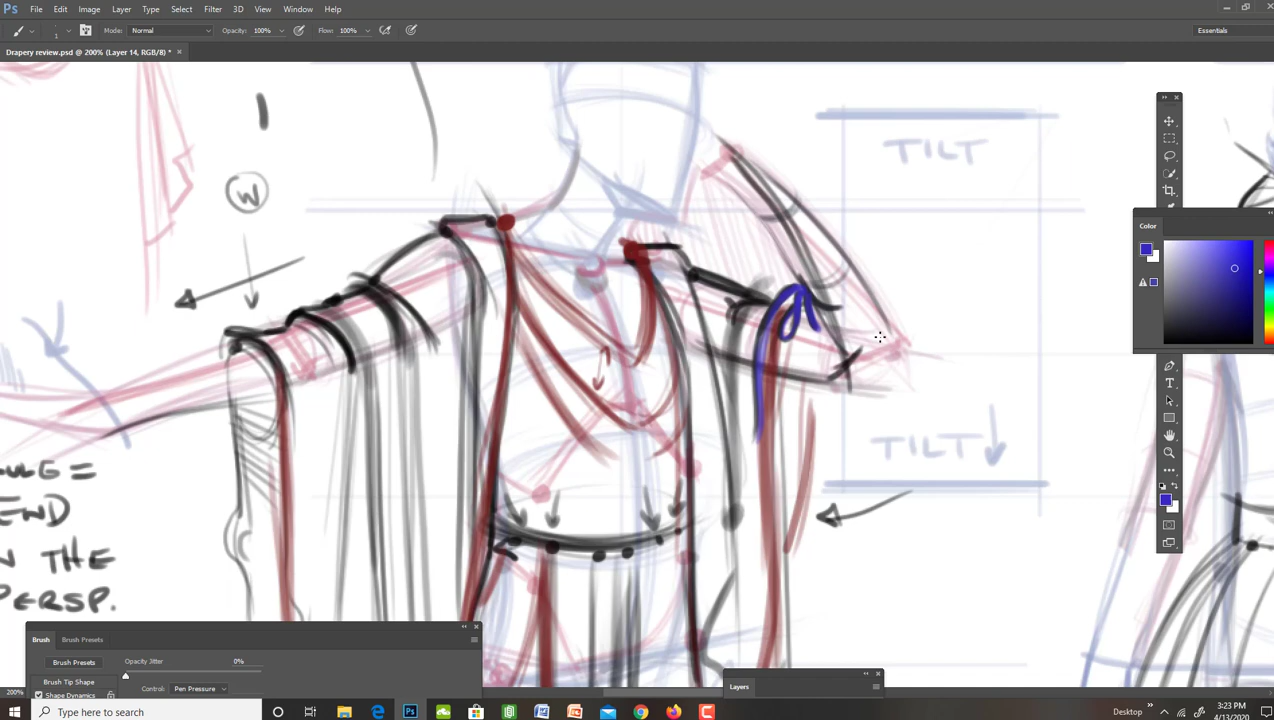 Ps File Edit Image Layer Type Select Filter 3D View Window Help
1 Mode: Normal Opacity: 100% Flow: 100% Essentials
Drapery review.psd @ 200% (Layer 14, RGB/8) * ×
TILT
W
Color
TILT
END
N THE
PERSP.
Brush Brush Presets
Brush Presets Opacity Jitter 0%
Brush Tip Shape
Control: Pen Pressure
Shape Dynamics
Layers
200%
Type here to search
Desktop
3:23 PM
4/13/2020